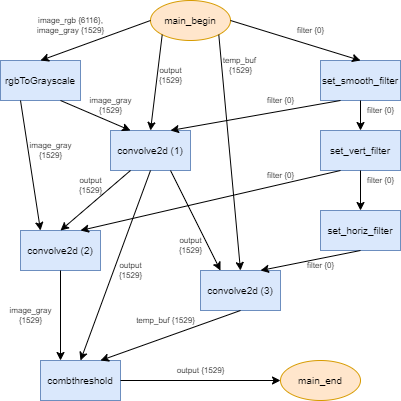 image_rgb {6116},
image_gray {1529}
main_begin
filter {0}
temp_buf
{1529}
output
{1529}
rgbToGrayscale
set_smooth_filter
image_gray
{1529}
filter {0}
filter {0}
image_gray
{1529}
convolve2d (1)
set_vert_filter
filter {0}
filter {0}
output
{1529}
set_horiz_filter
convolve2d (2)
output
{1529}
output
{1529}
filter {0}
convolve2d (3)
image_gray
{1529}
temp_buf {1529}
combthreshold
output {1529}
main_end